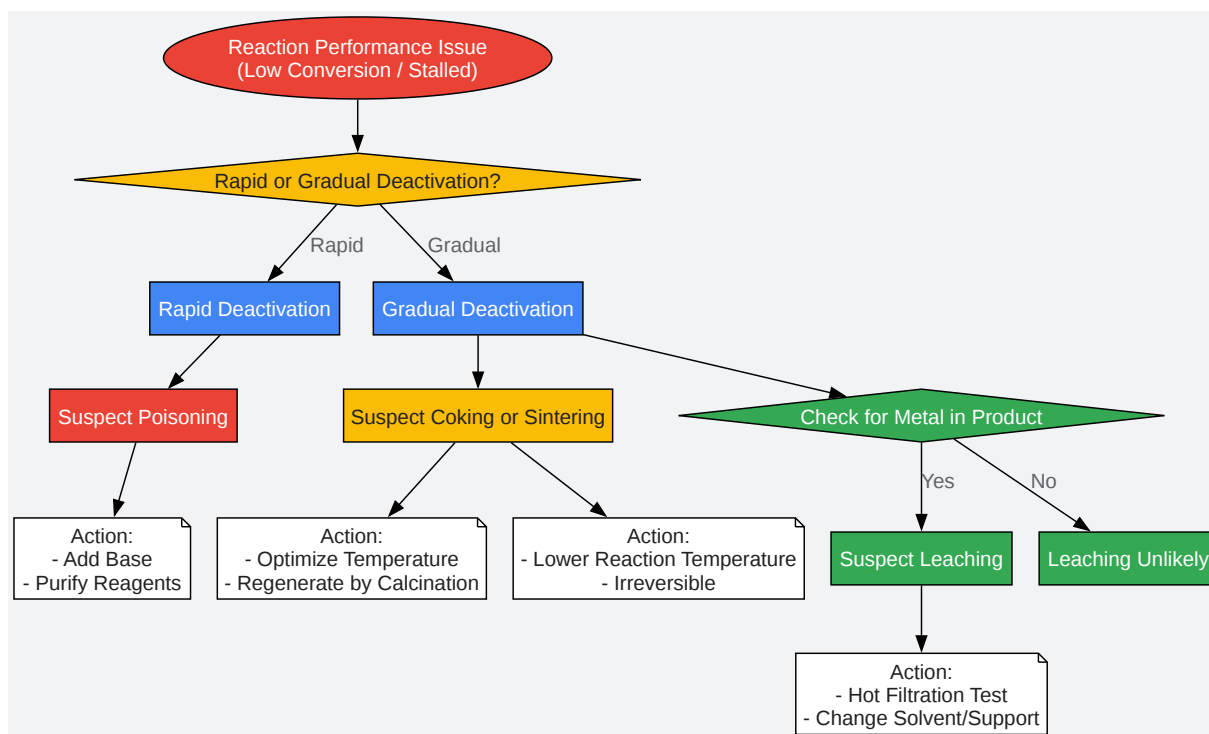 Reaction Performance Issue
(Low Conversion / Stalled)
Rapid or Gradual Deactivation?
Rapid
Gradual
Rapid Deactivation
Gradual Deactivation
Suspect Poisoning
Suspect Coking or Sintering
Check for Metal in Product
Yes
No
Action:
- Add Base
- Purify Reagents
Action:
- Optimize Temperature
- Regenerate by Calcination
Action:
- Lower Reaction Temperature
- Irreversible
Suspect Leaching
Leaching Unlikely
Action:
- Hot Filtration Test
- Change Solvent/Support